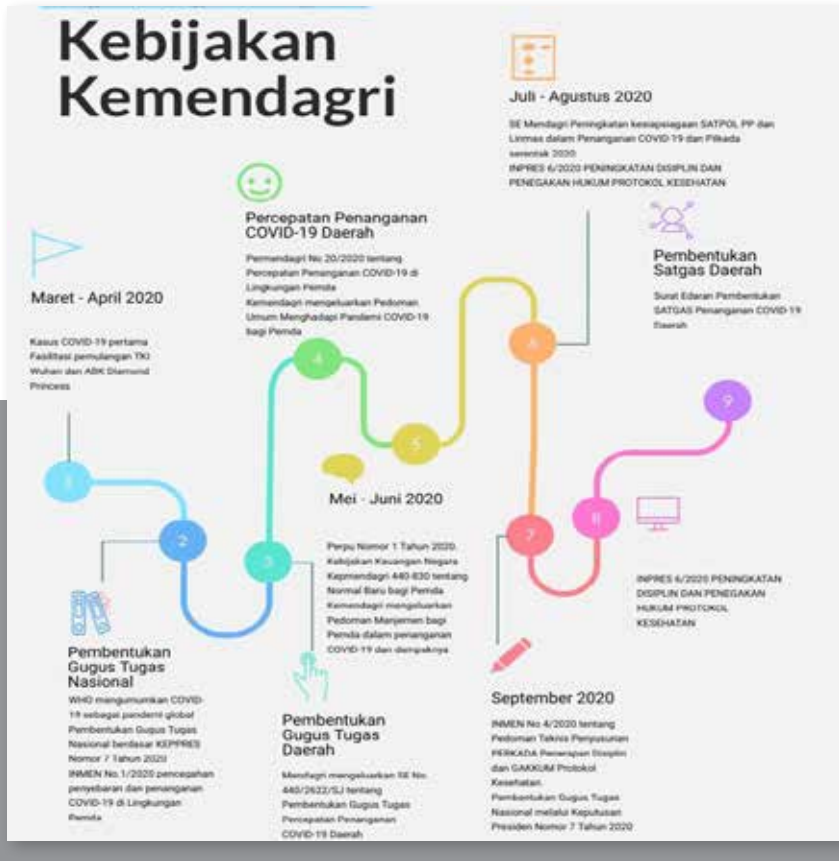 Kebijakan
Kemendagri
1
Maret - April 2020
Kasus COVID-19 pertama
Fasilitasi pemulangan TKI
Wuhan dan ABK Diamond
Princess
2
Pembentukan
Gugus Tugas
Nasional
WHO mengumumkan COVID-
19 sebagai pandemi global
Pembentukan Gugus Tugas
Nasional berdasar KEPPRES
Nomor 7 Tahun 2020
INMEN No.1/2020 pencegahan
penyebaran dan penanganan
COVID-19 di Lingkungan
Pemda
3
Pembentukan
Gugus Tugas
Daerah
Mendagri mengeluarkan SE No.
440/2622/SJ tentang
Pembentukan Gugus Tugas
Percepatan Penanganan
COVID-19 Daerah
4
Percepatan Penanganan
COVID-19 Daerah
Permendagri No 20/2020 tentang
Percepatan Penanganan COVID-19 di
Lingkungan Pemda
Kemendagri mengeluarkan Pedoman
Umum Menghadapi Pandemi COVID-19
bagi Pemda
5
Mei - Juni 2020
Perpu Nomor 1 Tahun 2020.
Kebijakan Keuangan Negara
Kepmendagri 440-830 tentang
Normal Baru bagi Pemda
Kemendagri mengeluarkan
Pedoman Manjemen bagi
Pemda dalam penanganan
COVID-19 dan dampaknya
6
Juli - Agustus 2020
SE Mendagri Peningkatan kesiapsiagaan SATPOL PP dan
Linmas dalam Penanganan COVID-19 dan Pilkada
serentak 2020
INPRES 6/2020 PENINGKATAN DISIPLIN DAN
PENEGAKAN HUKUM PROTOKOL KESEHATAN
7
September 2020
INMEN No 4/2020 tentang
Pedoman Teknis Penyusunan
PERKADA Penerapan Disiplin
dan GAKKUM Protokol
Kesehatan.
Pembentukan Gugus Tugas
Nasional melalui Keputusan
Presiden Nomor 7 Tahun 2020
8
INPRES 6/2020 PENINGKATAN
DISIPLIN DAN PENEGAKAN
HUKUM PROTOKOL
KESEHATAN
9
Pembentukan
Satgas Daerah
Surat Edaran Pembentukan
SATGAS Penanganan COVID-19
Daerah